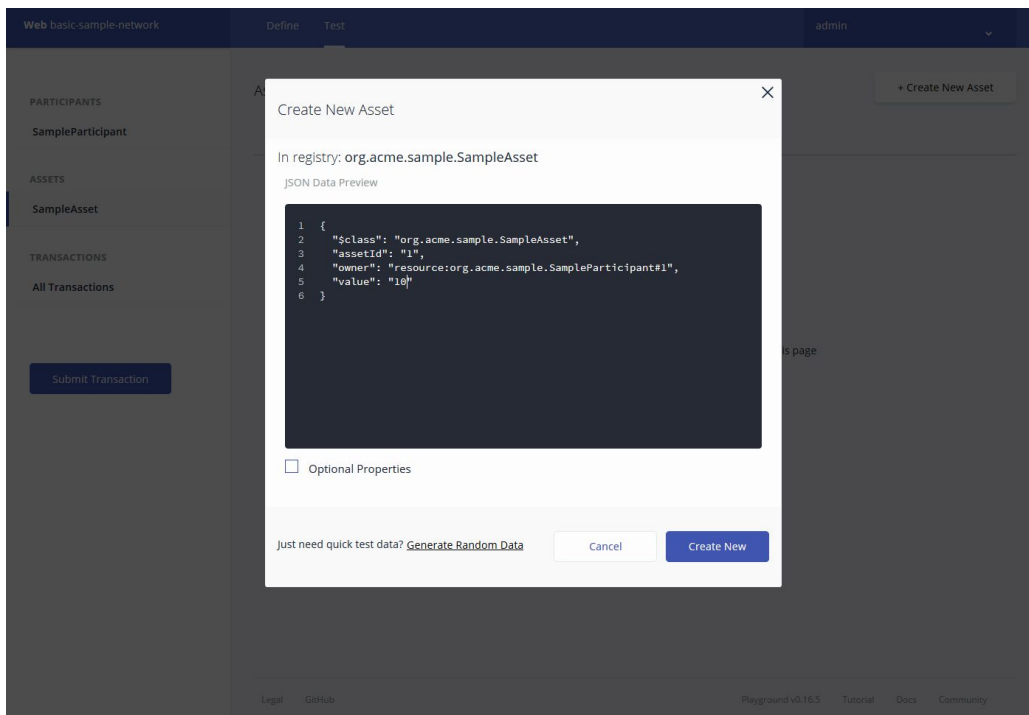 Web basic-sample-network
Define
Test
admin
PARTICIPANTS
SampleParticipant
ASSETS
SampleAsset
TRANSACTIONS
All Transactions
Submit Transaction
+ Create New Asset
Create New Asset
In registry: org.acme.sample.SampleAsset
JSON Data Preview
1 {
2 "$class": "org.acme.sample.SampleAsset",
3 "assetId": "1",
4 "owner": "resource:org.acme.sample.SampleParticipant#1",
5 "value": "10"
6 }
is page
Optional Properties
Just need quick test data? Generate Random Data
Cancel
Create New
Legal
GitHub
Playground v0.16.5
Tutorial
Docs
Community